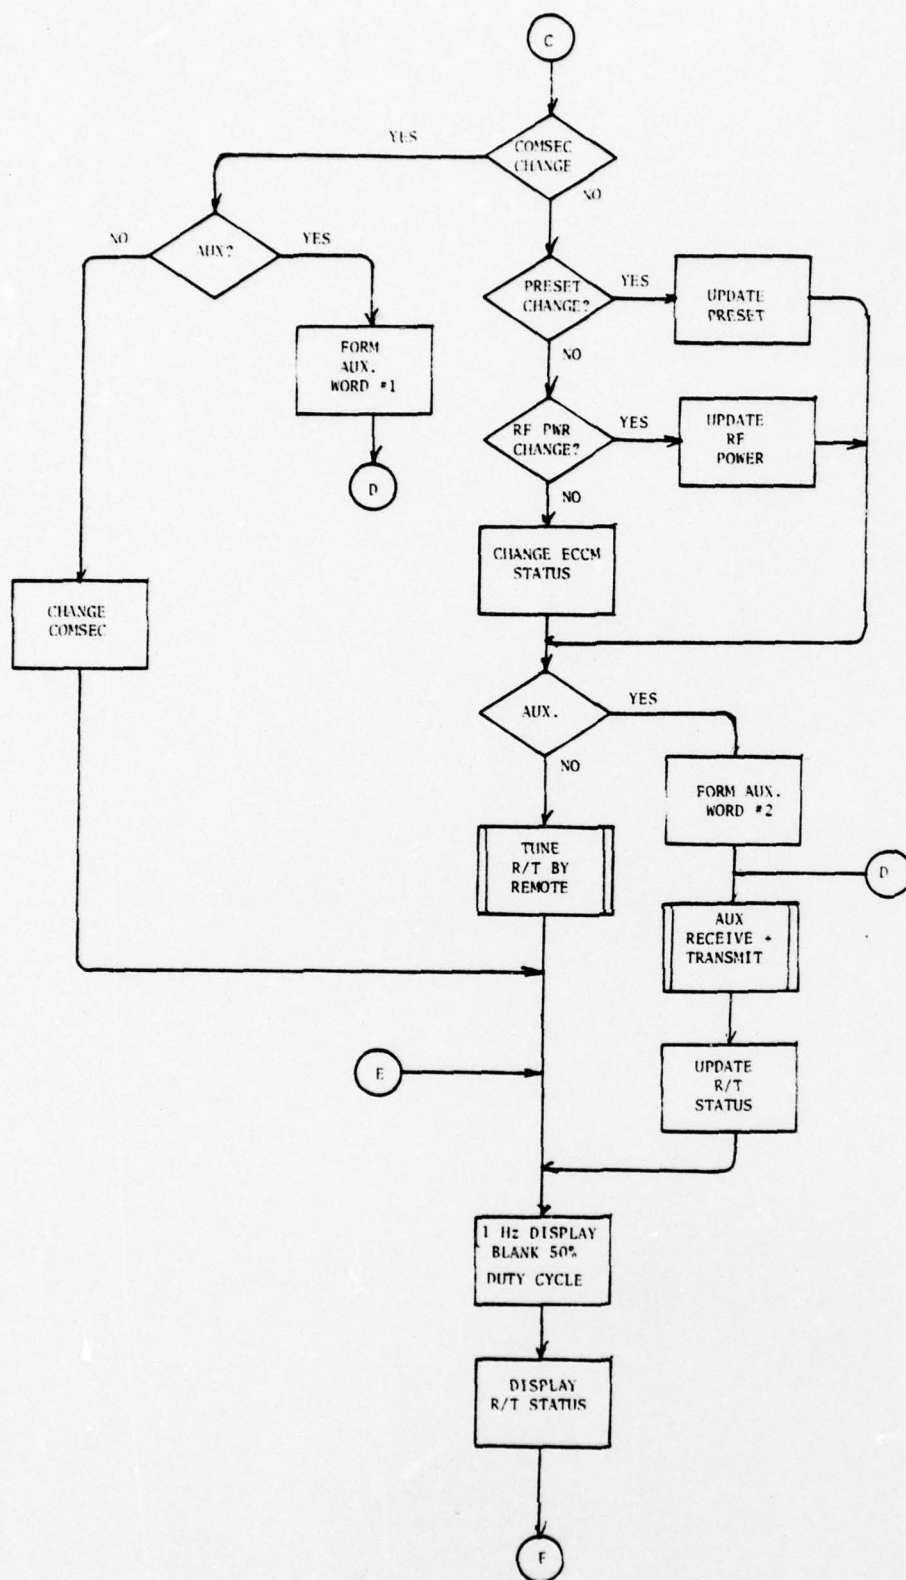 C
COMSEC
CHANGE
YES
NO
AUX?
NO
YES
FORM
AUX.
WORD #1
D
PRESET
CHANGE?
YES
UPDATE
PRESET
NO
RF PWR
CHANGE?
YES
UPDATE
RF
POWER
NO
CHANGE ECCM
STATUS
CHANGE
COMSEC
AUX.
YES
NO
FORM AUX.
WORD #2
TUNE
R/T BY
REMOTE
D
AUX
RECEIVE +
TRANSMIT
E
UPDATE
R/T
STATUS
1 Hz DISPLAY
BLANK 50%
DUTY CYCLE
DISPLAY
R/T STATUS
F